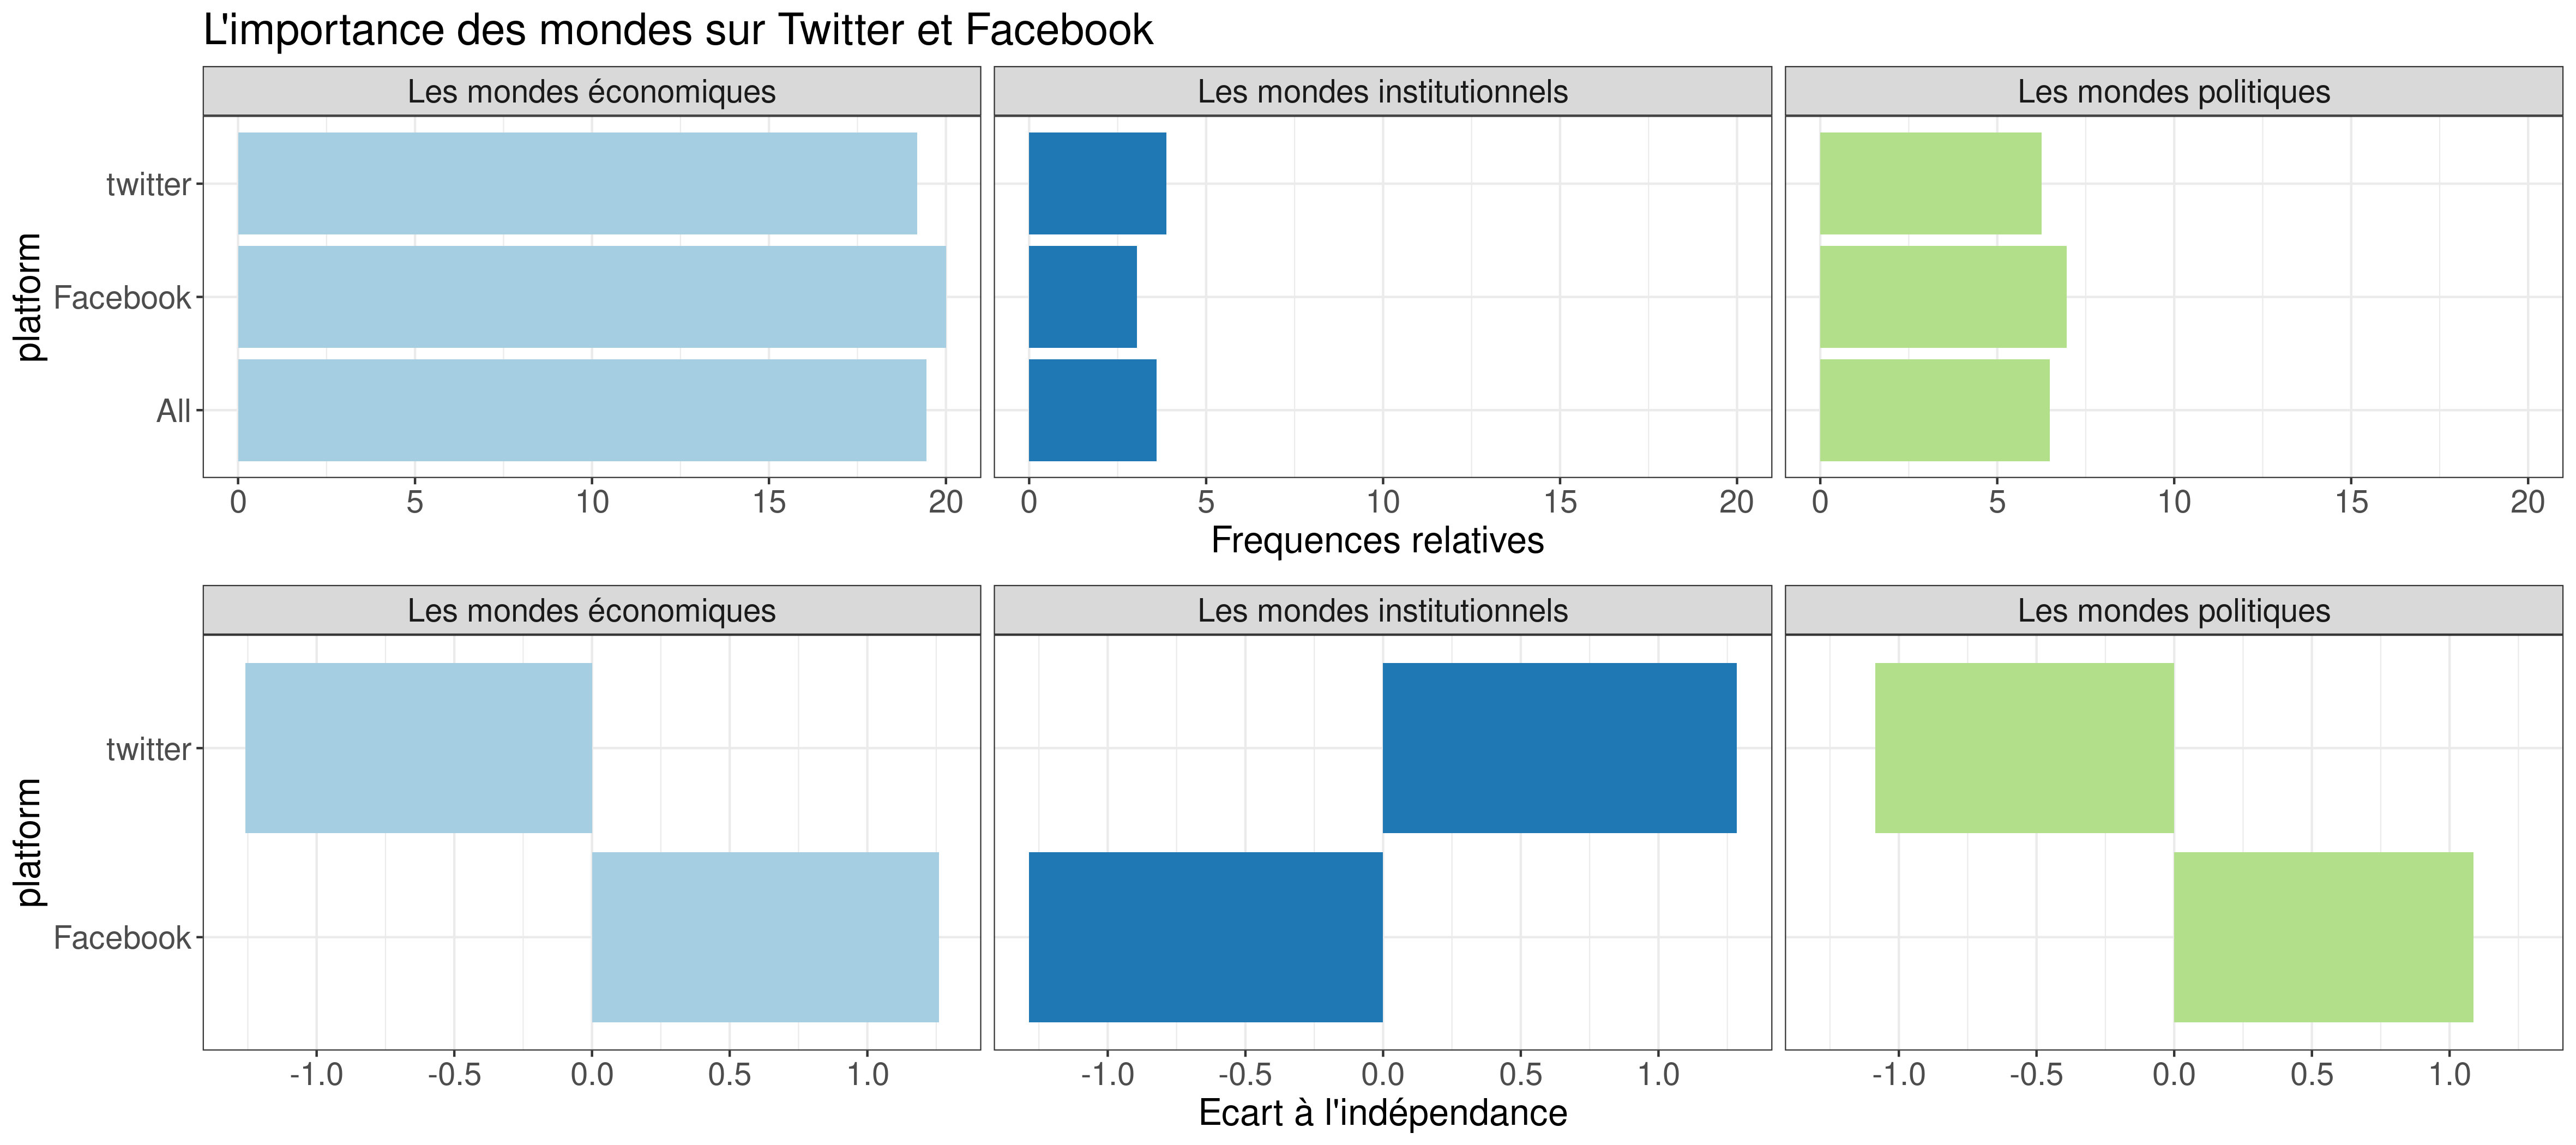 L'importance des mondes sur Twitter et Facebook
Les mondes économiques
Les mondes institutionnels
Les mondes politiques
platform
twitter
Facebook
All
0 5 10 15 20
0 5 10 15 20
0 5 10 15 20
Frequences relatives
Les mondes économiques
Les mondes institutionnels
Les mondes politiques
platform
twitter
Facebook
-1.0 -0.5 0.0 0.5 1.0
-1.0 -0.5 0.0 0.5 1.0
-1.0 -0.5 0.0 0.5 1.0
Ecart à l'indépendance